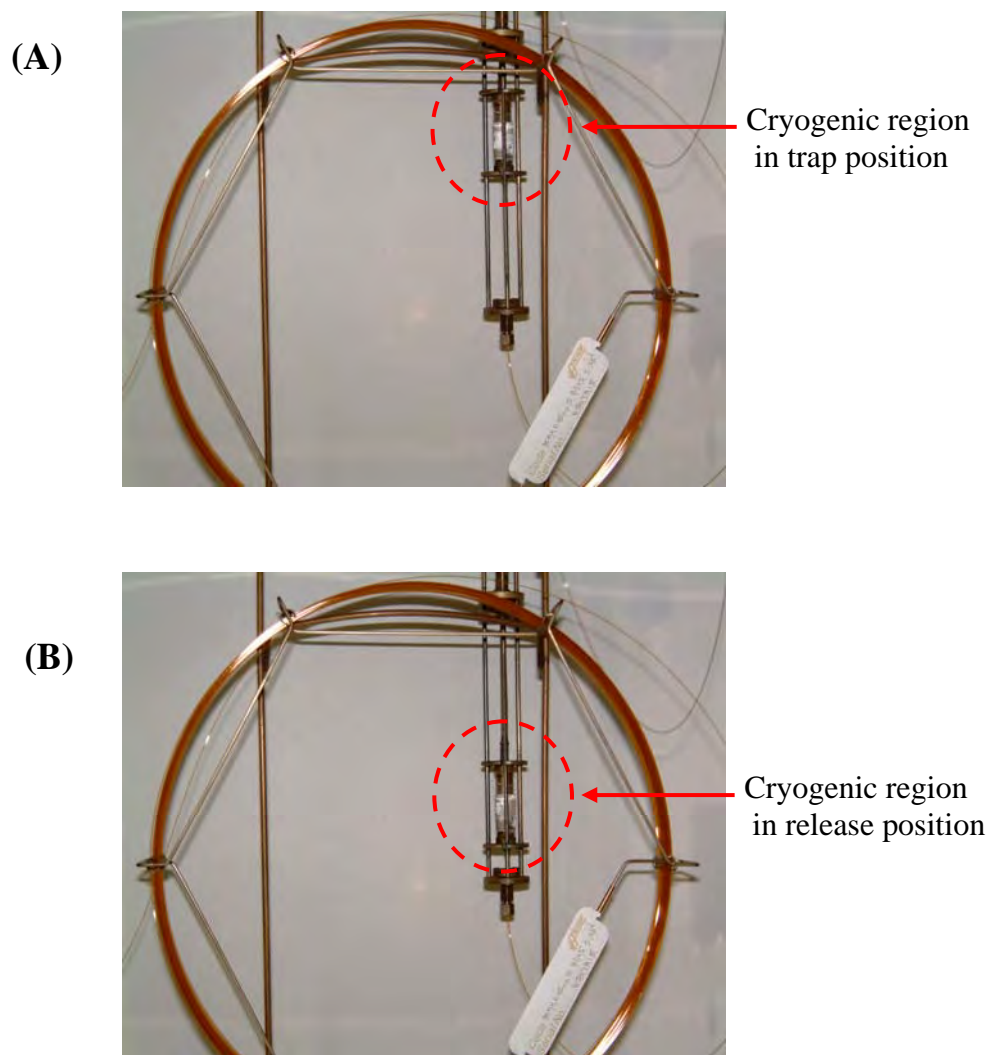 (A)
Cryogenic region
in trap position
(B)
Cryogenic region
in release position